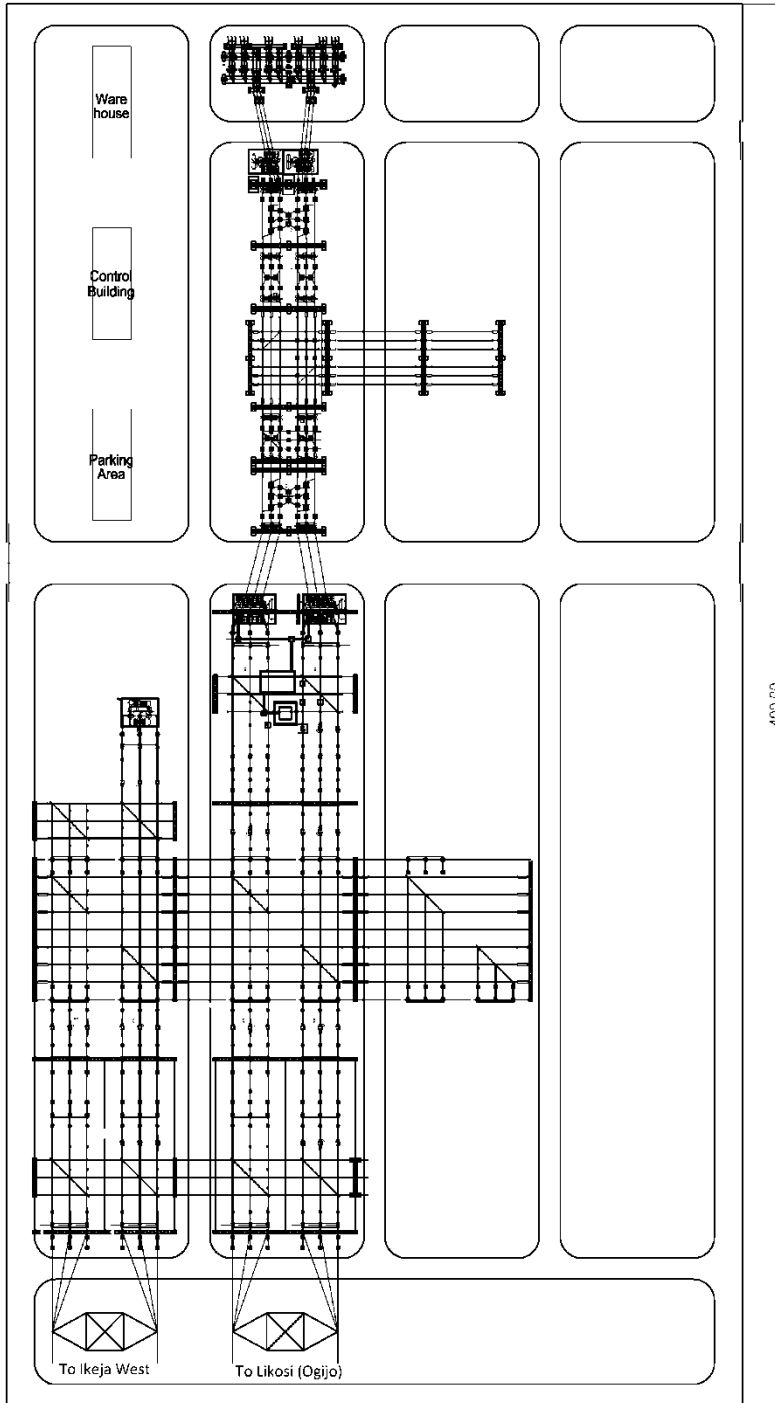 Ware
house
Control
Building
Parking
Area
To Ikeja West
To Likosi (Ogijo)